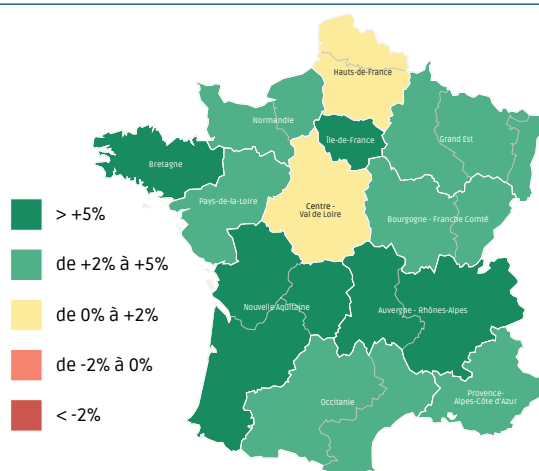 Hauts-de-France
Normandie
Île-de-France
Grand Est
Bretagne
Pays-de-la-Loire
Centre -
Val de Loire
Bourgogne - Franche Comté
> +5%
de +2% à +5%
de 0% à +2%
de -2% à 0%
< -2%
Nouvelle Aquitaine
Auvergne - Rhônes-Alpes
Occitanie
Provence-
Alpes-Côte d'Azur